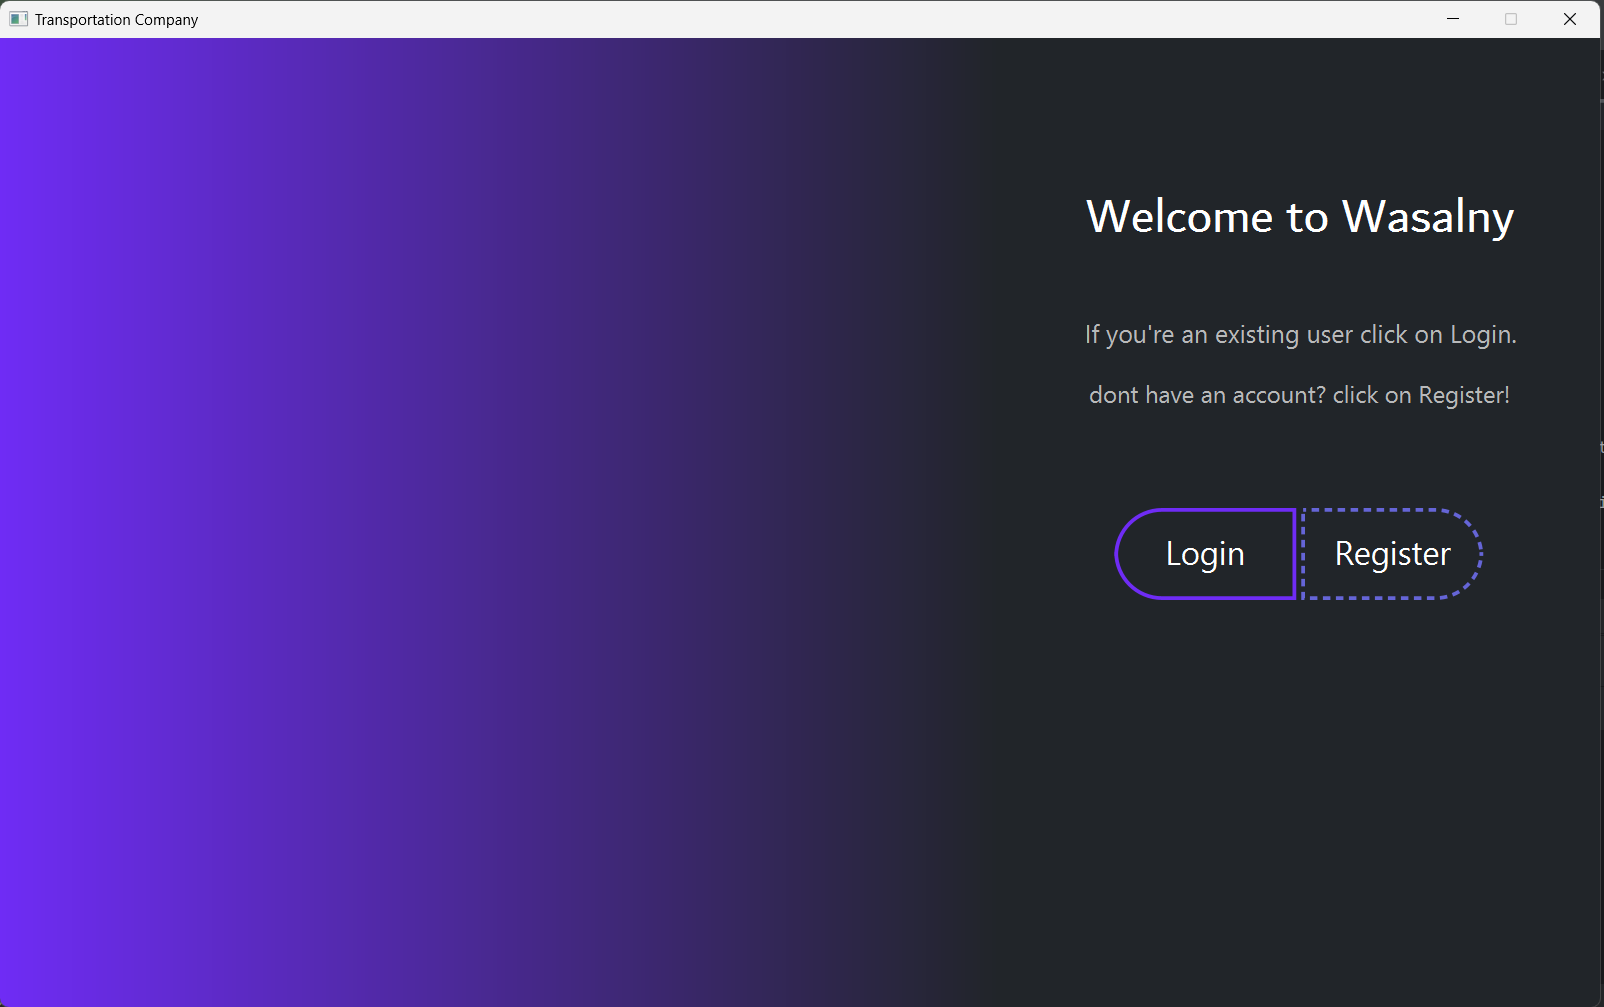 Transportation Company
Welcome to Wasalny
If you're an existing user click on Login.
dont have an account? click on Register!
Login
Register